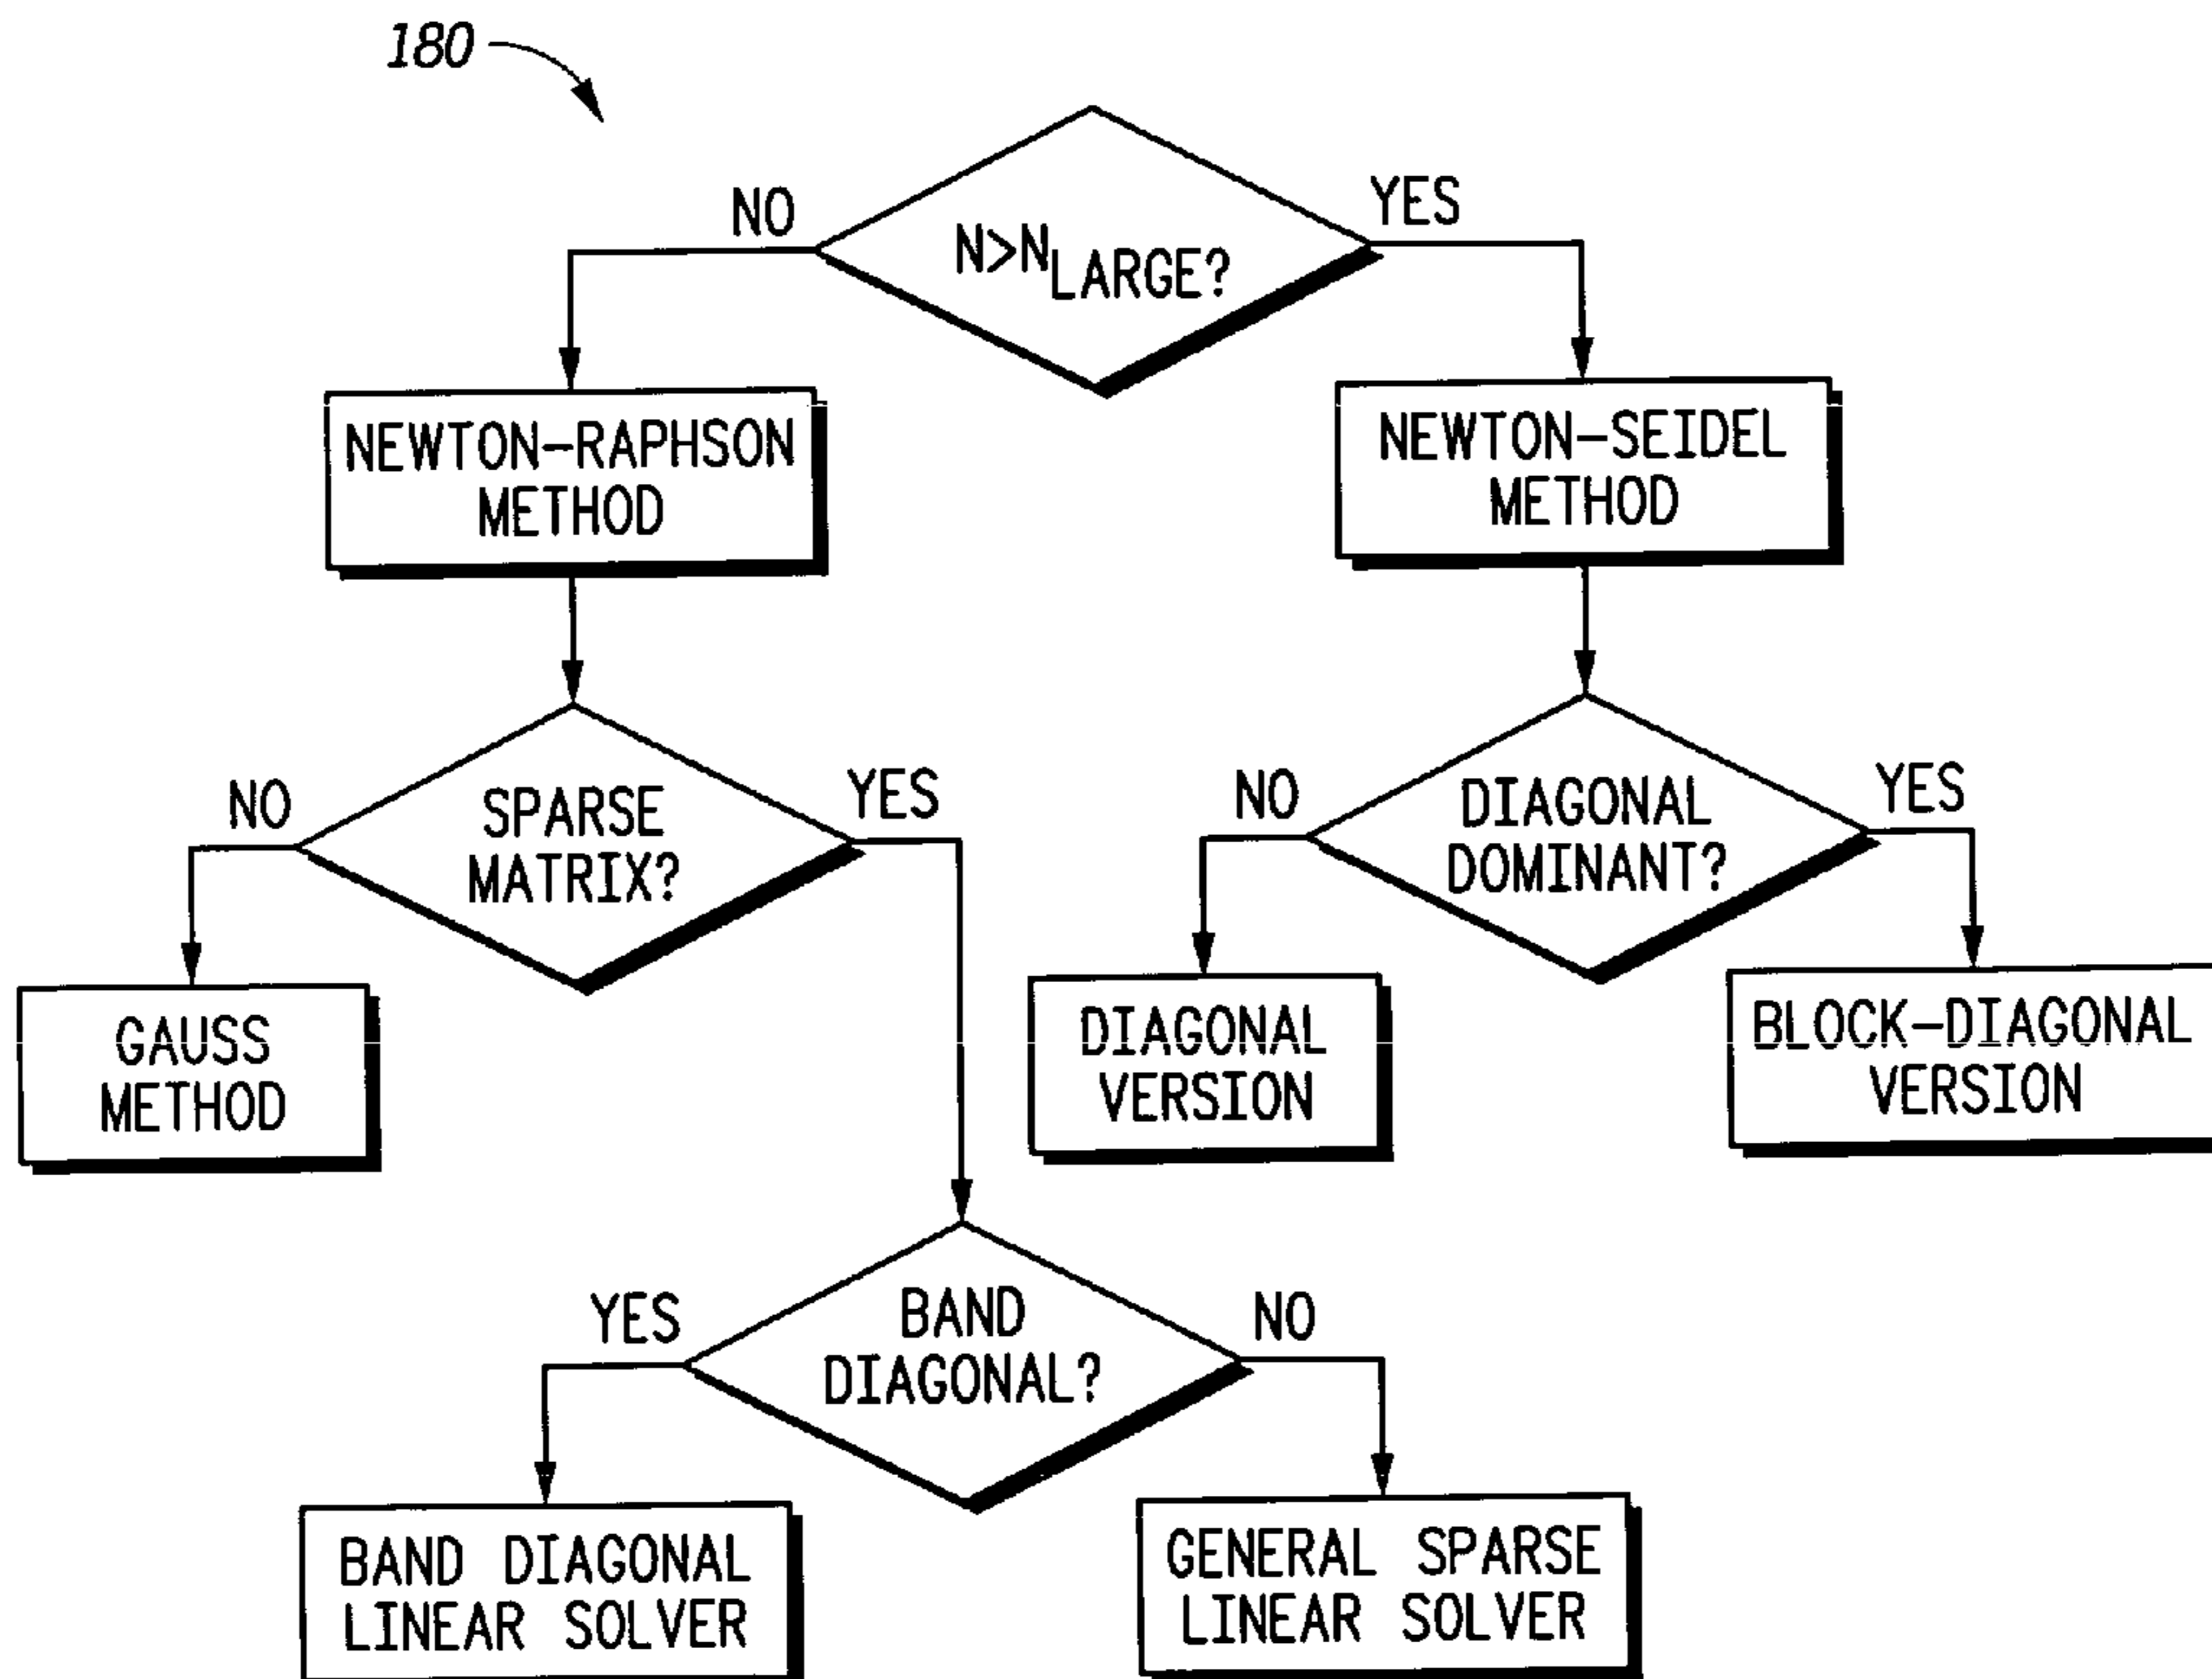 180
NO
YES
N>NLARGE?
NEWTON-RAPHSON
METHOD
NEWTON-SEIDEL
METHOD
NO
SPARSE
MATRIX?
YES
NO
DIAGONAL
DOMINANT?
YES
GAUSS
METHOD
DIAGONAL
VERSION
BLOCK-DIAGONAL
VERSION
YES
BAND
DIAGONAL?
NO
BAND DIAGONAL
LINEAR SOLVER
GENERAL SPARSE
LINEAR SOLVER